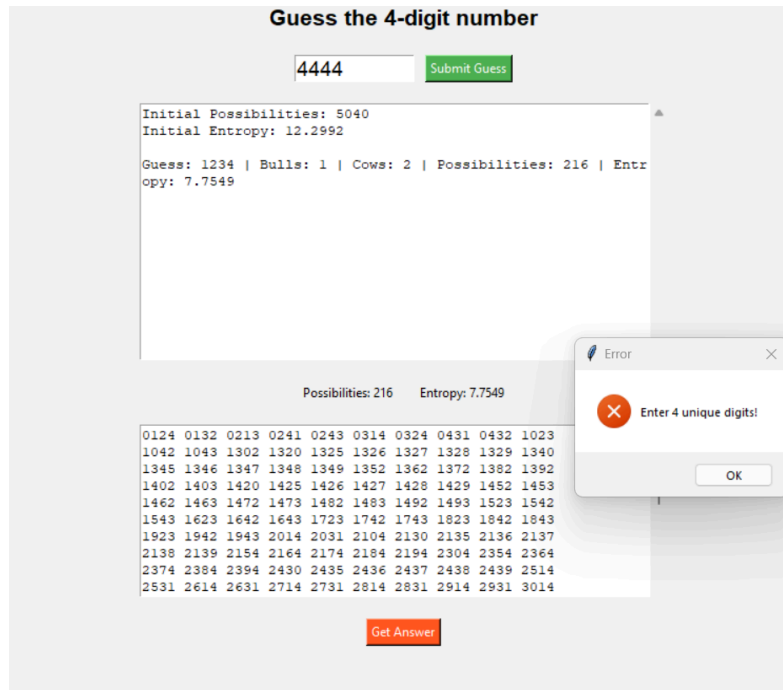 Guess the 4-digit number
4444 Submit Guess
Initial Possibilities: 5040
Initial Entropy: 12.2992
Guess: 1234 | Bulls: 1 | Cows: 2 | Possibilities: 216 | Entr
opy: 7.7549
Error
Possibilities: 216 Entropy: 7.7549
Enter 4 unique digits!
OK
0124 0132 0213 0241 0243 0314 0324 0431 0432 1023
1042 1043 1302 1320 1325 1326 1327 1328 1329 1340
1345 1346 1347 1348 1349 1352 1362 1372 1382 1392
1402 1403 1420 1425 1426 1427 1428 1429 1452 1453
1462 1463 1472 1473 1482 1483 1492 1493 1523 1542
1543 1623 1642 1643 1723 1742 1743 1823 1842 1843
1923 1942 1943 2014 2031 2104 2130 2135 2136 2137
2138 2139 2154 2164 2174 2184 2194 2304 2354 2364
2374 2384 2394 2430 2435 2436 2437 2438 2439 2514
2531 2614 2631 2714 2731 2814 2831 2914 2931 3014
Get Answer